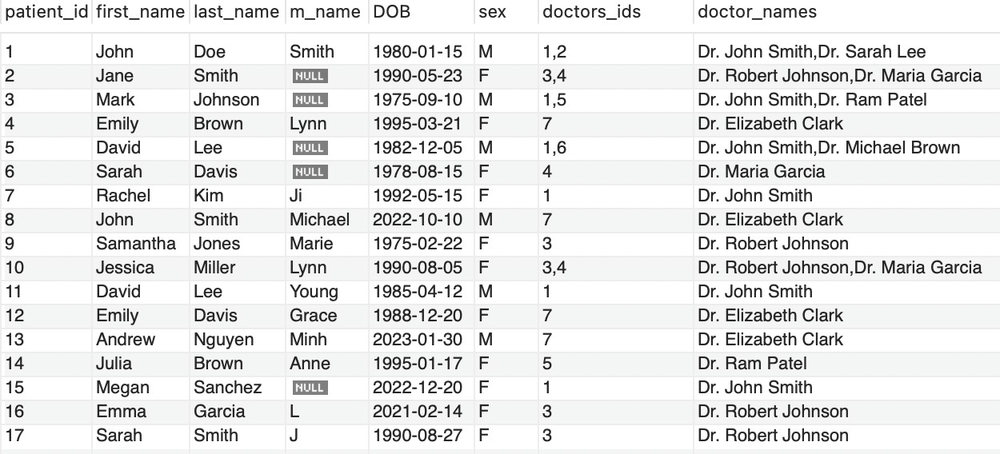 patient_id first_name last_name m_name DOB sex doctors_ids doctor_names
1 John Doe Smith 1980-01-15 M 1,2 Dr. John Smith,Dr. Sarah Lee
2 Jane Smith NULL 1990-05-23 F 3,4 Dr. Robert Johnson,Dr. Maria Garcia
3 Mark Johnson NULL 1975-09-10 M 1,5 Dr. John Smith,Dr. Ram Patel
4 Emily Brown Lynn 1995-03-21 F 7 Dr. Elizabeth Clark
5 David Lee NULL 1982-12-05 M 1,6 Dr. John Smith,Dr. Michael Brown
6 Sarah Davis NULL 1978-08-15 F 4 Dr. Maria Garcia
7 Rachel Kim Ji 1992-05-15 F 1 Dr. John Smith
8 John Smith Michael 2022-10-10 M 7 Dr. Elizabeth Clark
9 Samantha Jones Marie 1975-02-22 F 3 Dr. Robert Johnson
10 Jessica Miller Lynn 1990-08-05 F 3,4 Dr. Robert Johnson,Dr. Maria Garcia
11 David Lee Young 1985-04-12 M 1 Dr. John Smith
12 Emily Davis Grace 1988-12-20 F 7 Dr. Elizabeth Clark
13 Andrew Nguyen Minh 2023-01-30 M 7 Dr. Elizabeth Clark
14 Julia Brown Anne 1995-01-17 F 5 Dr. Ram Patel
15 Megan Sanchez NULL 2022-12-20 F 1 Dr. John Smith
16 Emma Garcia L 2021-02-14 F 3 Dr. Robert Johnson
17 Sarah Smith J 1990-08-27 F 3 Dr. Robert Johnson